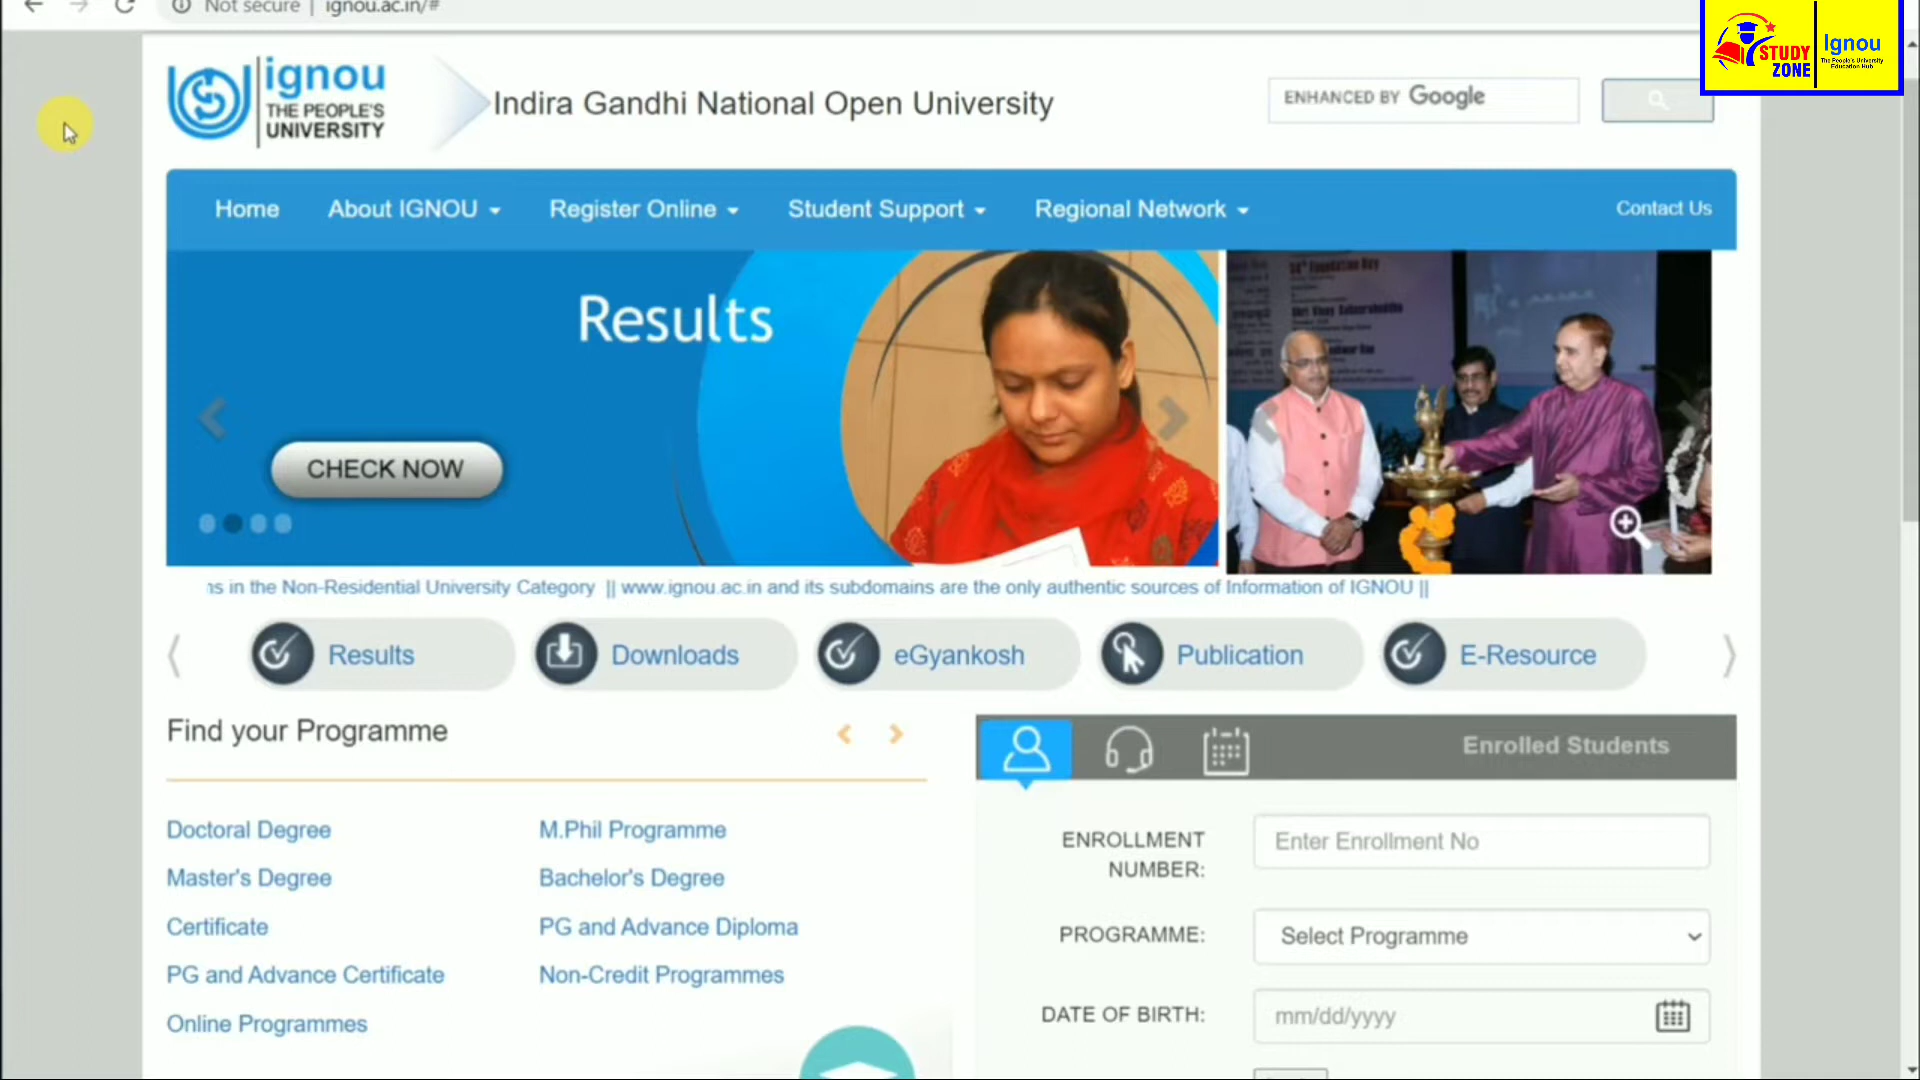 Not secure | ignou.ac.in/#
STUDY
ZONE
Ignou
The People's University
Education Hub
ignou
THE PEOPLE'S
UNIVERSITY
Indira Gandhi National Open University
ENHANCED BY Google
Home About IGNOU Register Online Student Support Regional Network Contact Us
Results
CHECK NOW
ns in the Non-Residential University Category || www.ignou.ac.in and its subdomains are the only authentic sources of Information of IGNOU ||
Results Downloads eGyankosh Publication E-Resource
Find your Programme
Doctoral Degree M.Phil Programme
Master's Degree Bachelor's Degree
Certificate PG and Advance Diploma
PG and Advance Certificate Non-Credit Programmes
Online Programmes
Enrolled Students
ENROLLMENT
NUMBER:
Enter Enrollment No
PROGRAMME: Select Programme
DATE OF BIRTH: mm/dd/yyyy